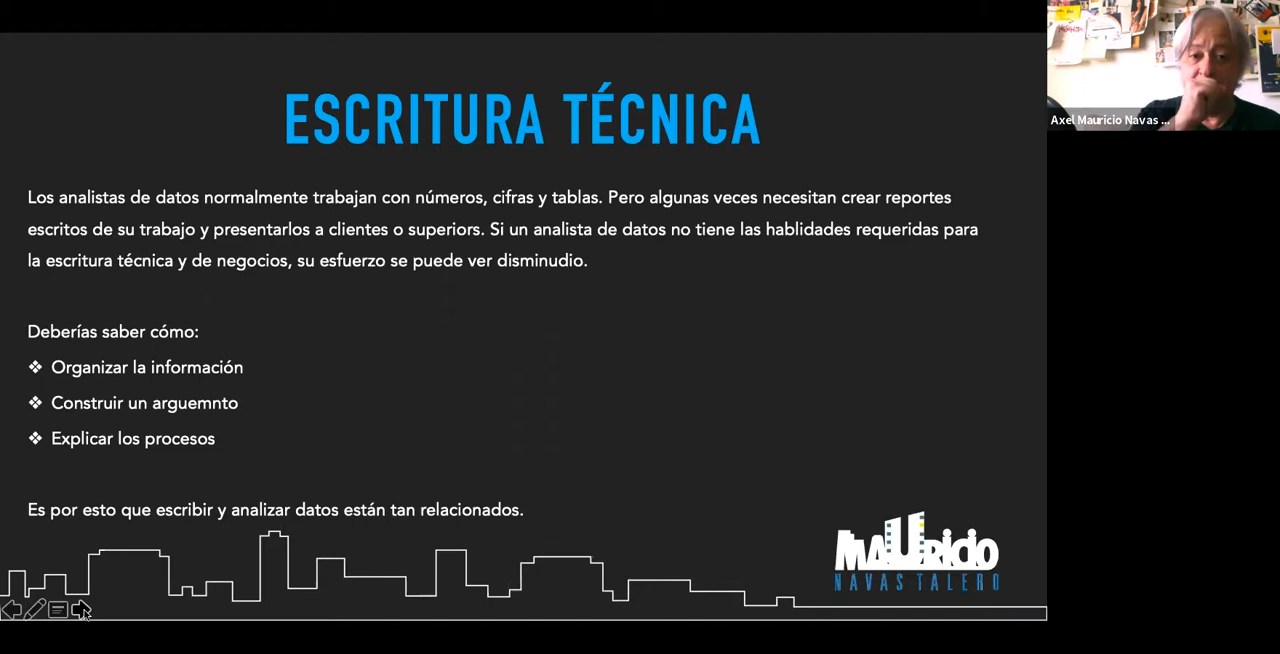 ESCRITURA TÉCNICA
Los analistas de datos normalmente trabajan con números, cifras y tablas. Pero algunas veces necesitan crear reportes
escritos de su trabajo y presentarlos a clientes o superiors. Si un analista de datos no tiene las hablidades requeridas para
la escritura técnica y de negocios, su esfuerzo se puede ver disminudio.
Deberías saber cómo:
❖ Organizar la información
❖ Construir un arguemnto
❖ Explicar los procesos
Es por esto que escribir y analizar datos están tan relacionados.
MAURICIO
NAVAS TALERO
Axel Mauricio Navas ...